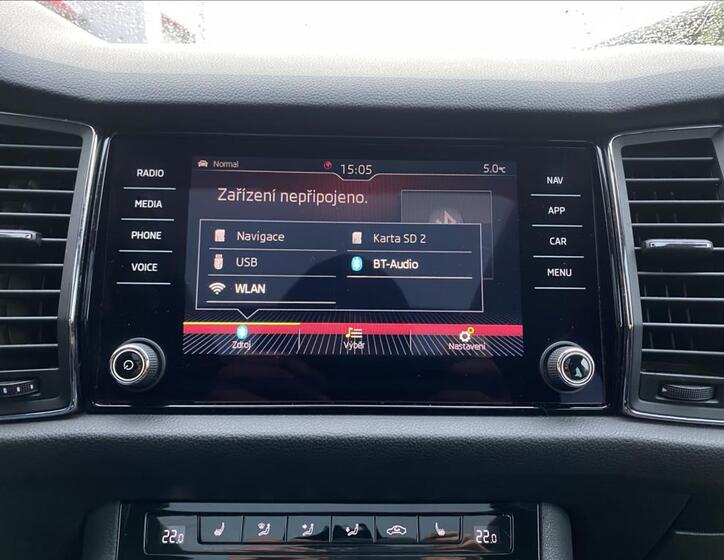 RADIO
MEDIA
PHONE
VOICE
Normal
15:05
5.0°C
Zařízení nepřipojeno.
Navigace
Karta SD 2
USB
BT-Audio
WLAN
Zdroj
Výběr
Nastavení
NAV
APP
CAR
MENU
22.0
22.0